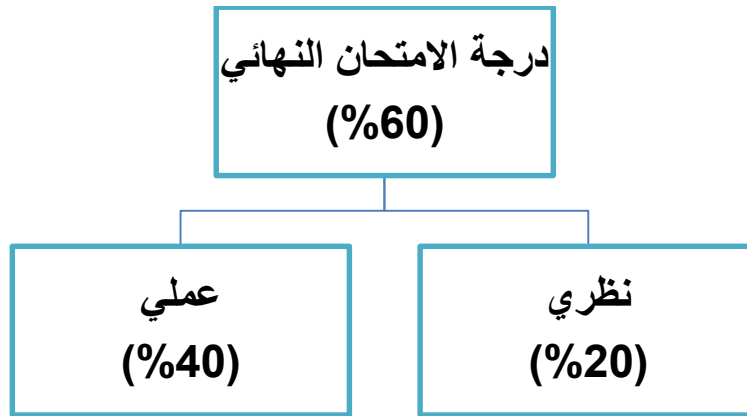 درجة الامتحان النهائي
(%60)
نظري
(%20)
عملي
(%40)